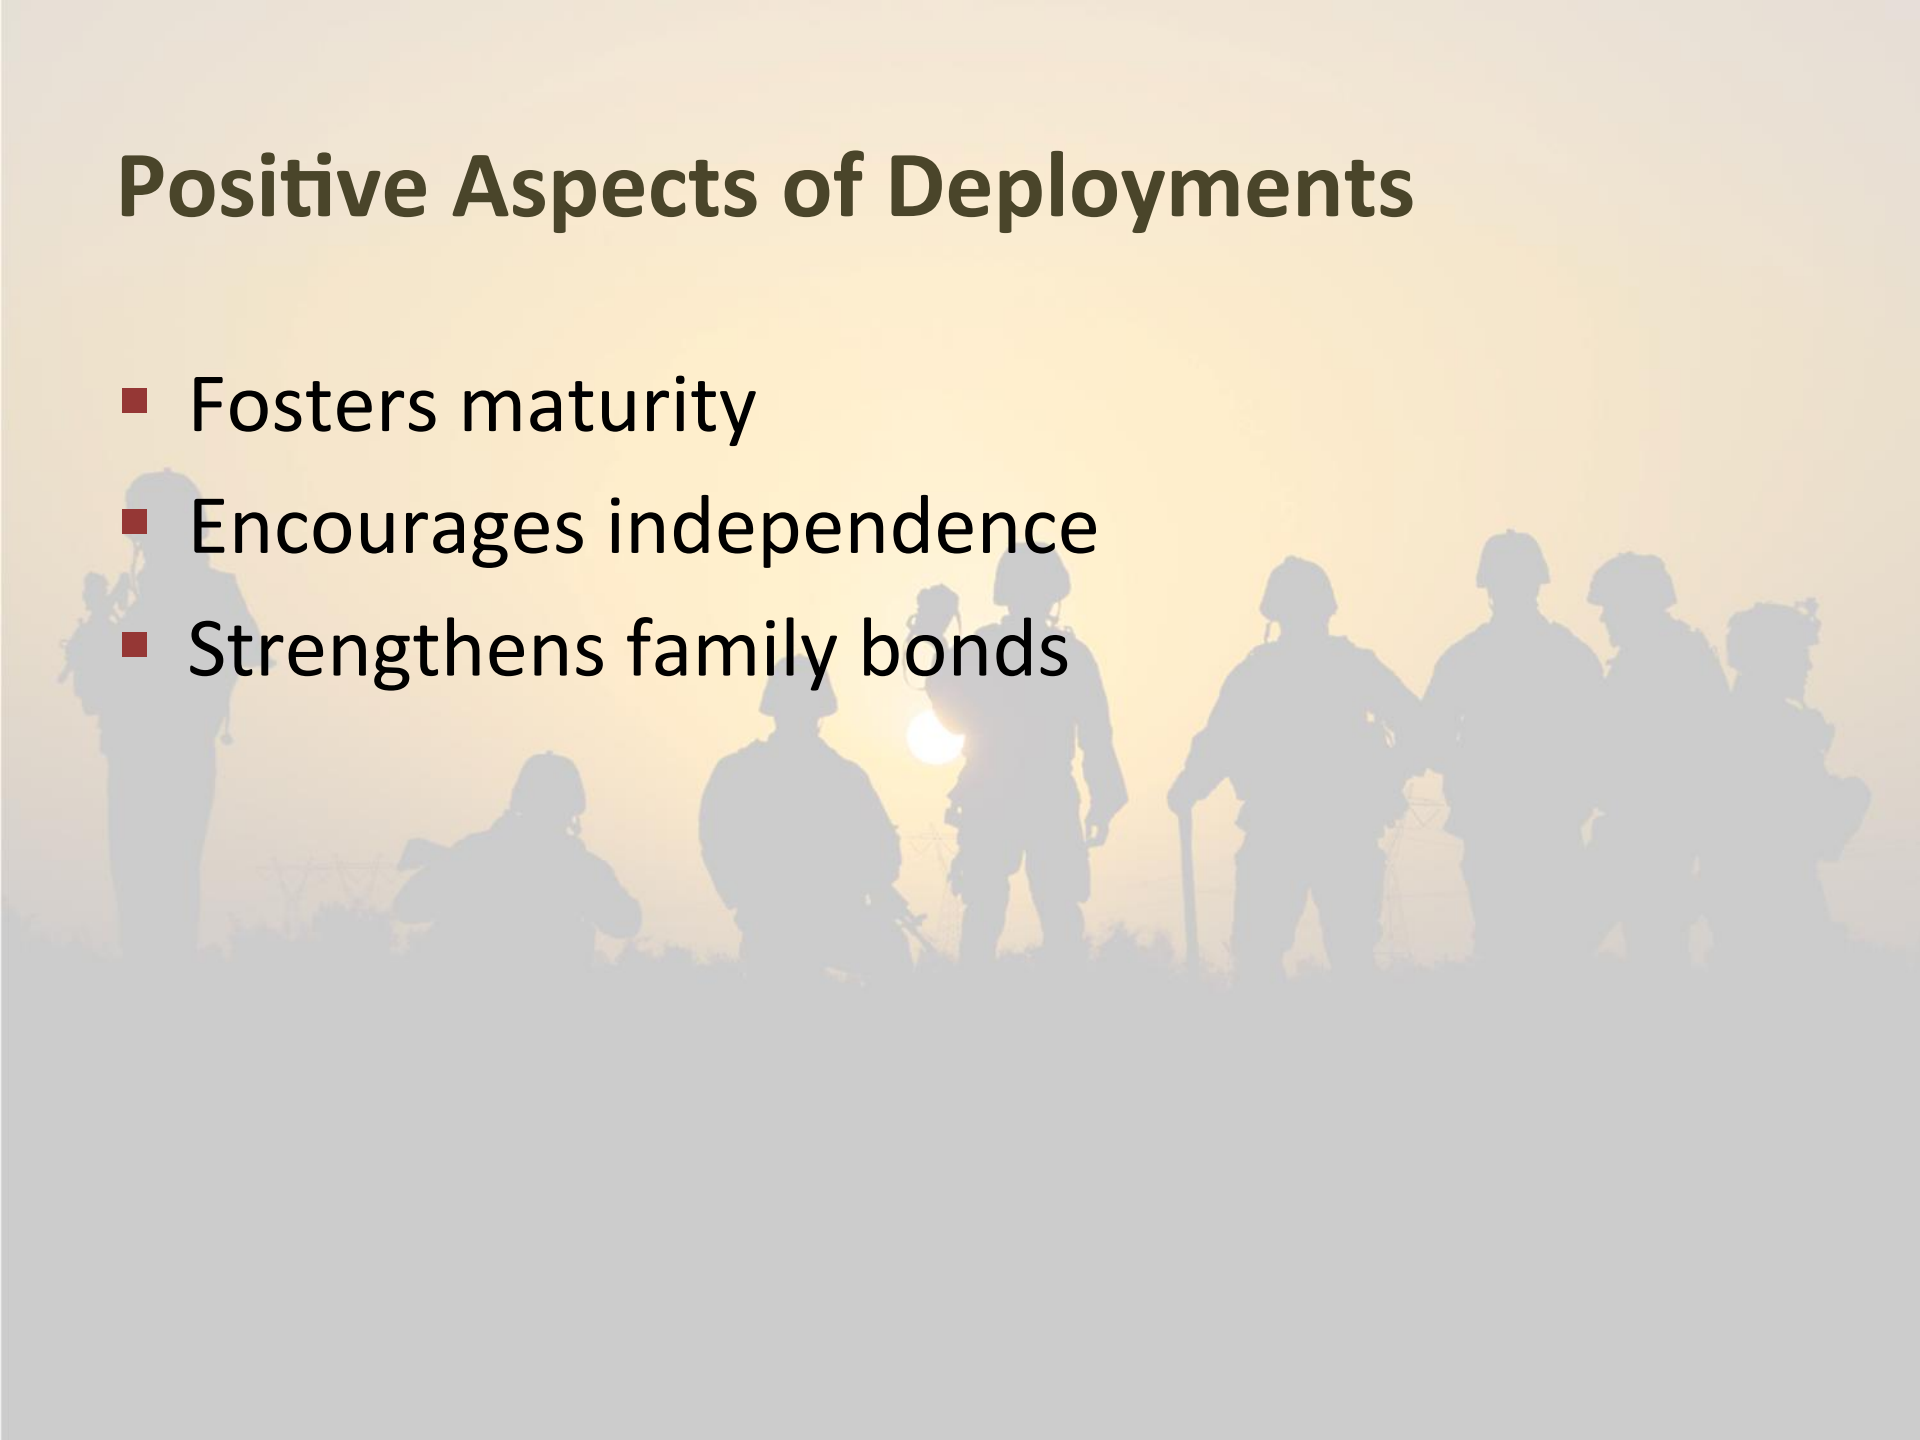 Positive Aspects of Deployments
▪ Fosters maturity
▪ Encourages independence
▪ Strengthens family bonds